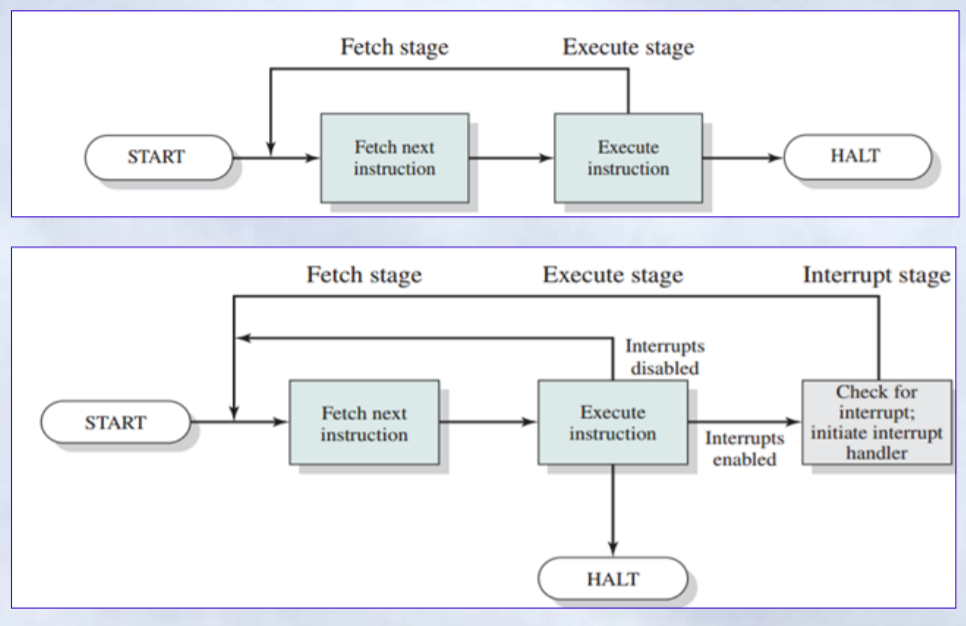 Fetch stage
Execute stage
START
Fetch next
instruction
Execute
instruction
HALT
Fetch stage
Execute stage
Interrupt stage
Interrupts
disabled
START
Fetch next
instruction
Execute
instruction
Interrupts
enabled
Check for
interrupt;
initiate interrupt
handler
HALT